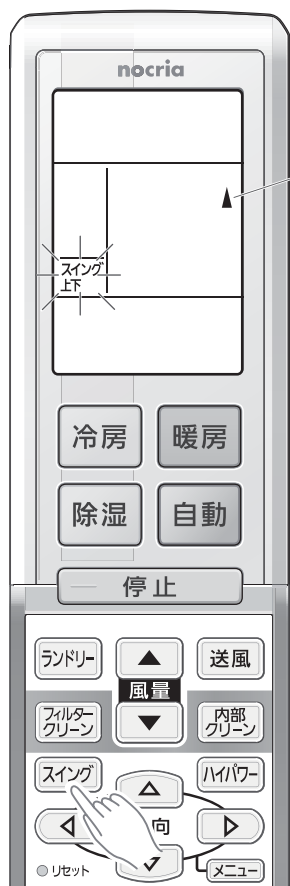 nocria
スイング
上下
冷房 暖房
除湿 自動
停止
ランドリー ▲ 送風
風量
フィルター
クリーン ▼ 内部
クリーン
スイング △ ハイパワー
◁ 向 ▷
リセット メニュー